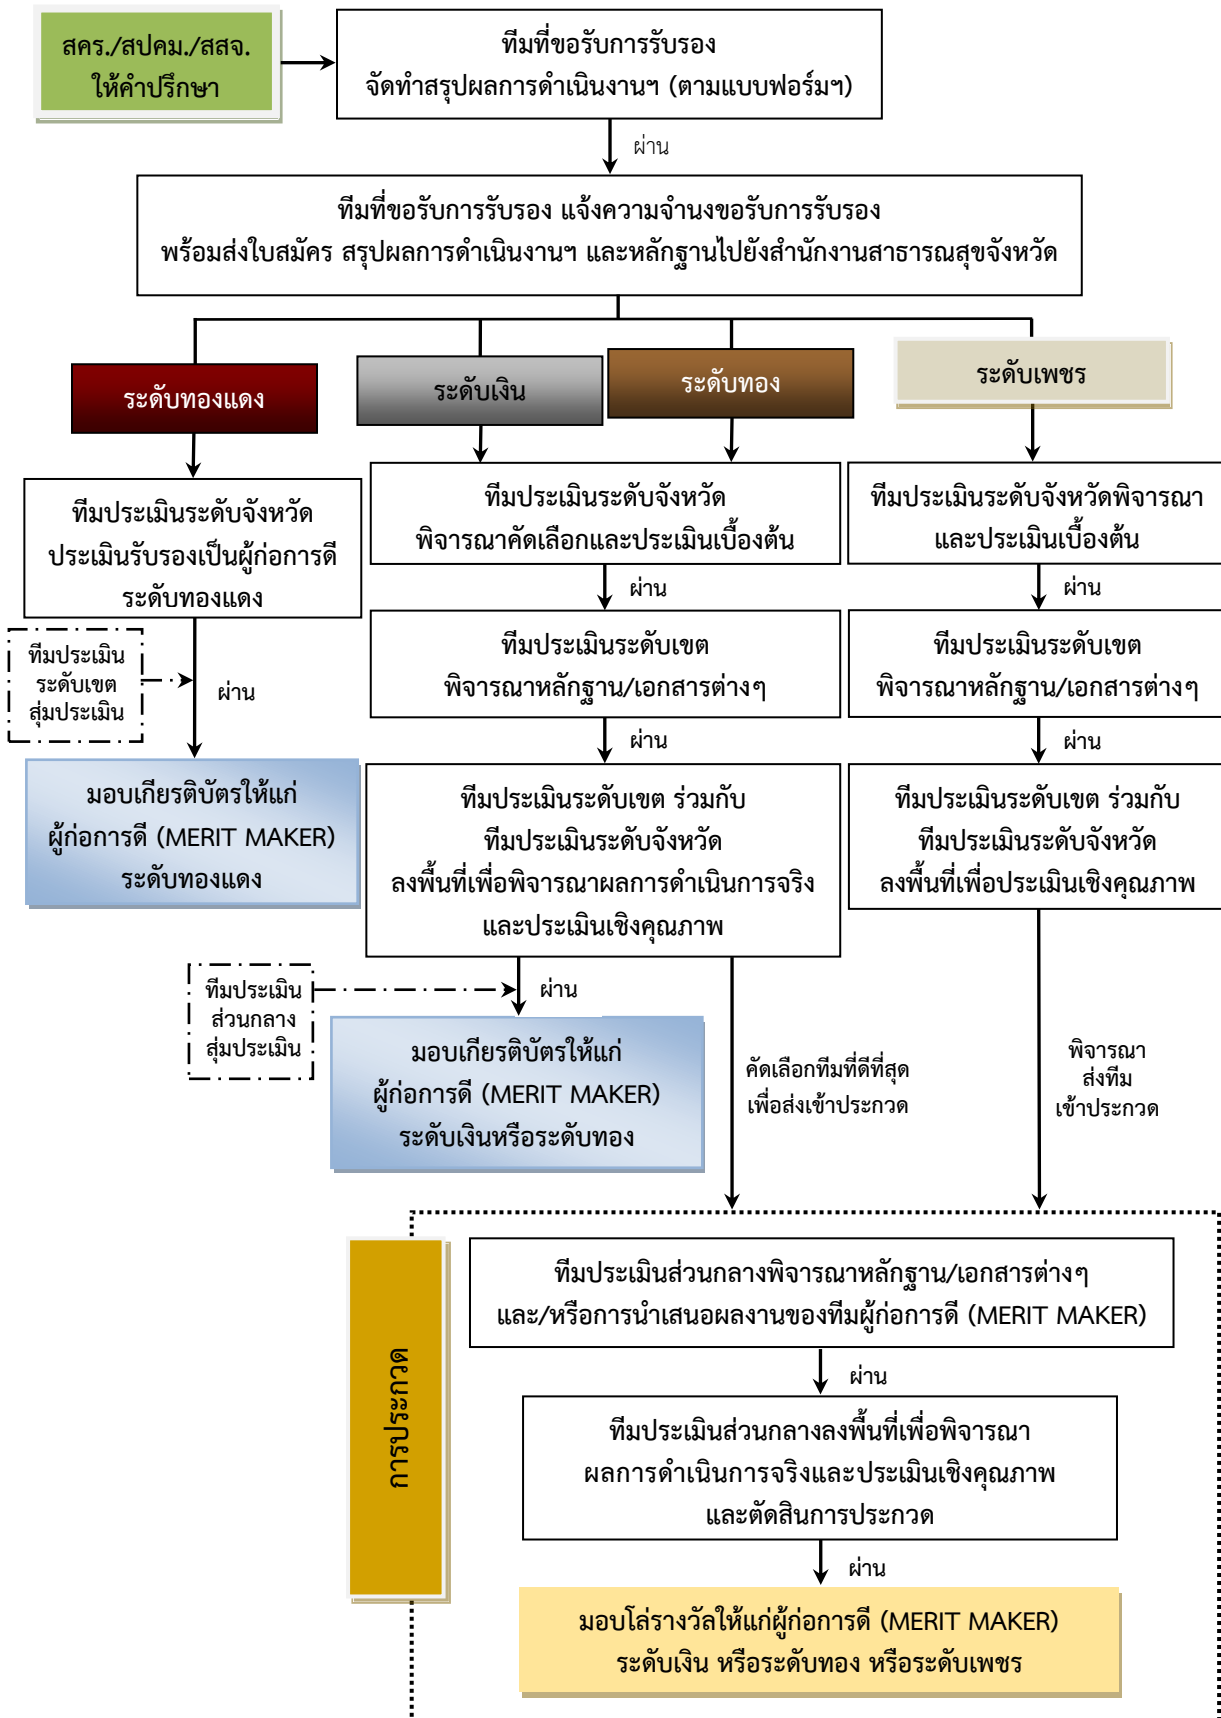 สคร./สปคม./สสจ.
ให้คำปรึกษา
ทีมที่ขอรับการรับรอง
จัดทำสรุปผลการดำเนินงานฯ (ตามแบบฟอร์มฯ)
ผ่าน
ทีมที่ขอรับการรับรอง แจ้งความจำนงขอรับการรับรอง
พร้อมส่งใบสมัคร สรุปผลการดำเนินงานฯ และหลักฐานไปยังสำนักงานสาธารณสุขจังหวัด
ระดับทองแดง
ระดับเงิน
ระดับทอง
ระดับเพชร
ทีมประเมินระดับจังหวัด
ประเมินรับรองเป็นผู้ก่อการดี
ระดับทองแดง
ทีมประเมิน
ระดับเขต
สุ่มประเมิน
ผ่าน
มอบเกียรติบัตรให้แก่
ผู้ก่อการดี (MERIT MAKER)
ระดับทองแดง
ทีมประเมินระดับจังหวัด
พิจารณาคัดเลือกและประเมินเบื้องต้น
ผ่าน
ทีมประเมินระดับเขต
พิจารณาหลักฐาน/เอกสารต่างๆ
ผ่าน
ทีมประเมินระดับเขต ร่วมกับ
ทีมประเมินระดับจังหวัด
ลงพื้นที่เพื่อพิจารณาผลการดำเนินการจริง
และประเมินเชิงคุณภาพ
ทีมประเมิน
ส่วนกลาง
สุ่มประเมิน
ผ่าน
มอบเกียรติบัตรให้แก่
ผู้ก่อการดี (MERIT MAKER)
ระดับเงินหรือระดับทอง
คัดเลือกทีมที่ดีที่สุด
เพื่อส่งเข้าประกวด
ทีมประเมินระดับจังหวัดพิจารณา
และประเมินเบื้องต้น
ผ่าน
ทีมประเมินระดับเขต
พิจารณาหลักฐาน/เอกสารต่างๆ
ผ่าน
ทีมประเมินระดับเขต ร่วมกับ
ทีมประเมินระดับจังหวัด
ลงพื้นที่เพื่อประเมินเชิงคุณภาพ
พิจารณา
ส่งทีม
เข้าประกวด
การประกวด
ทีมประเมินส่วนกลางพิจารณาหลักฐาน/เอกสารต่างๆ
และ/หรือการนำเสนอผลงานของทีมผู้ก่อการดี (MERIT MAKER)
ผ่าน
ทีมประเมินส่วนกลางลงพื้นที่เพื่อพิจารณา
ผลการดำเนินการจริงและประเมินเชิงคุณภาพ
และตัดสินการประกวด
ผ่าน
มอบโล่รางวัลให้แก่ผู้ก่อการดี (MERIT MAKER)
ระดับเงิน หรือระดับทอง หรือระดับเพชร